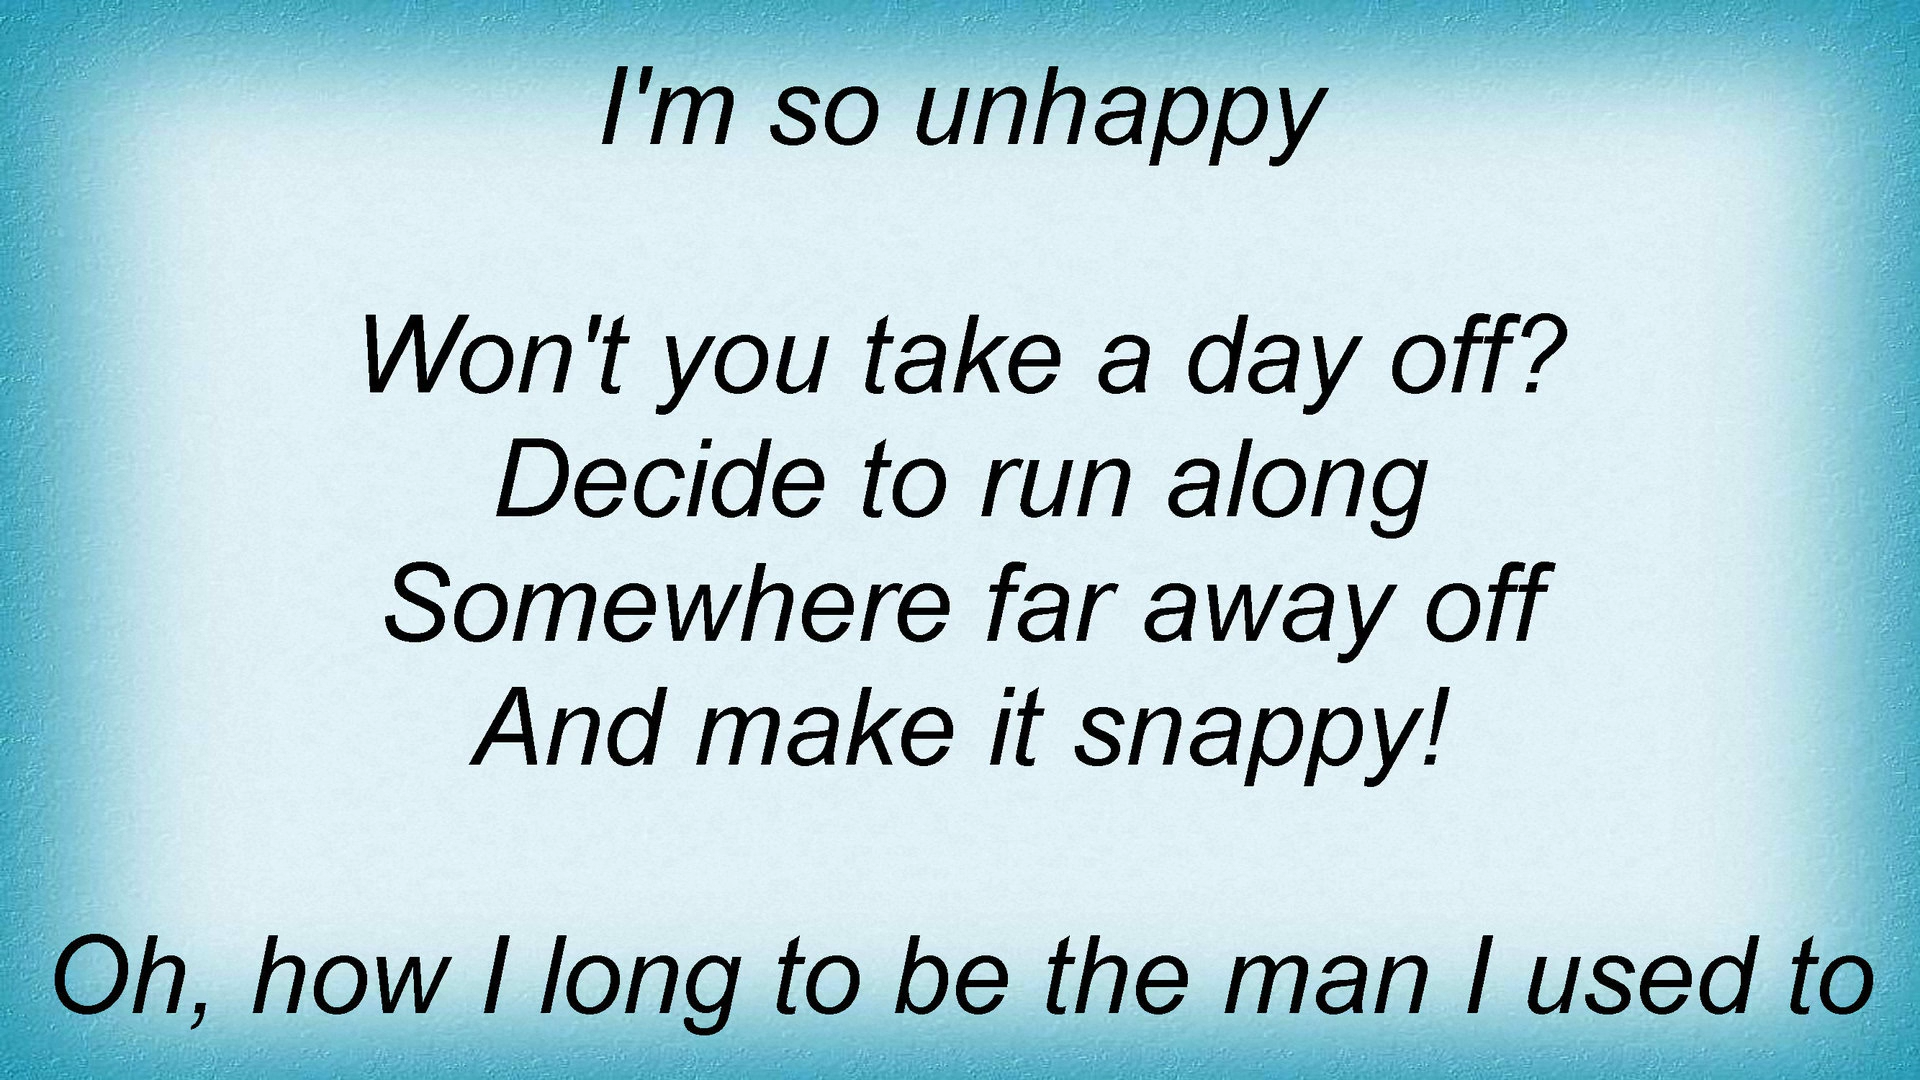 I'm so unhappy
Won't you take a day off?
Decide to run along
Somewhere far away off
And make it snappy!
Oh, how I long to be the man I used to